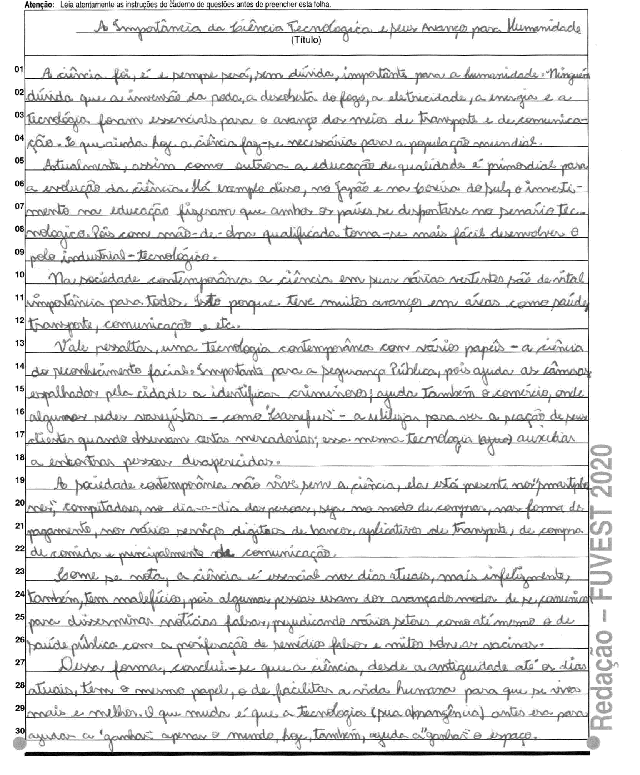 Atenção: Leia atentamente as instruções do caderno de questões antes de preencher esta folha.
A Importância da Ciência Tecnologica e seus Avanço para Humanidade
(Título)
01 A ciência foi, é e sempre será, sem dúvida, importante para a humanidade. Ninguém
02 dúvida que a invensão da roda, a descoberta do fogo, a eletricidade, a energia e a
03 tecnológia foram essenciais para o avanço dos meios de transporte e de comunica-
04 ção. E que ainda hoje a ciência faz-se necessária para a população mundial.
05 Actualmente, assim como outrora a educação de qualidade é primordial para
06 a evolução da ciência. Há exemplo disso, no Japão e na Coreia do Sul, o investi-
07 mento na educação fizeram que ambos os países se despontasse no senário tec-
08 nologico. Pois com mão-de-obra qualificada torna-se mais fácil desenvolver o
09 polo industrial-tecnológico.
10 Na sociedade contemporânea a ciência em suas várias vertentes são de vital
11 importância para todos. Isto porque teve muitos avanços em áreas como saúde,
12 transporte, comunicação e etc.
13 Vale ressaltar, uma tecnologia contemporânea com vários papéis - a ciência
14 do reconhecimento facial. Importante para a segurança Pública, pois ajuda as câmaras
15 espalhadas pela cidade a identificar criminosos; ajuda também o comércio, onde
16 algumas redes varegistas - como "Carrefur" - a utilizam para ver a reação de seus
17 clientes quando observam certas mercadorias; essa mesma tecnologia auxiliar
18 a encontrar pessoas desaparecidas.
19 A sociedade contemporânea não vive sem a ciência, ela está presente nos "smartpho
20 nes", computadores, no dia-a-dia das pessoas, seja no modo de comprar, nas formas de
21 pagamento, nos vários serviços digitais de bancos, aplicativos de transporte, de compra
22 de comida e principalmente de comunicação.
23 Como se nota, a ciência é essencial nos dias atuais, mais infelizmente,
24 também, tem malefícios, pois algumas pessoas usam dos avançados modos de se comunicar
25 para disseminar notícias falsas, prejudicando vários setores como até mesmo o de
26 saúde pública com a de remédios falsos e mitos sobre as vacinas.
27 Dessa forma, conclui-se que a ciência, desde a antiguidade até os dias
28 atuais, tem o mesmo papel, o de facilitar a vida humana para que se viva
29 mais e melhor. O que muda é que a tecnologia (sua abrangência) antes era para
30 ajudar a "ganhar" apenas o mundo, hoje, também, ajuda a "ganhar" o espaço.
Redação – FUVEST 2020